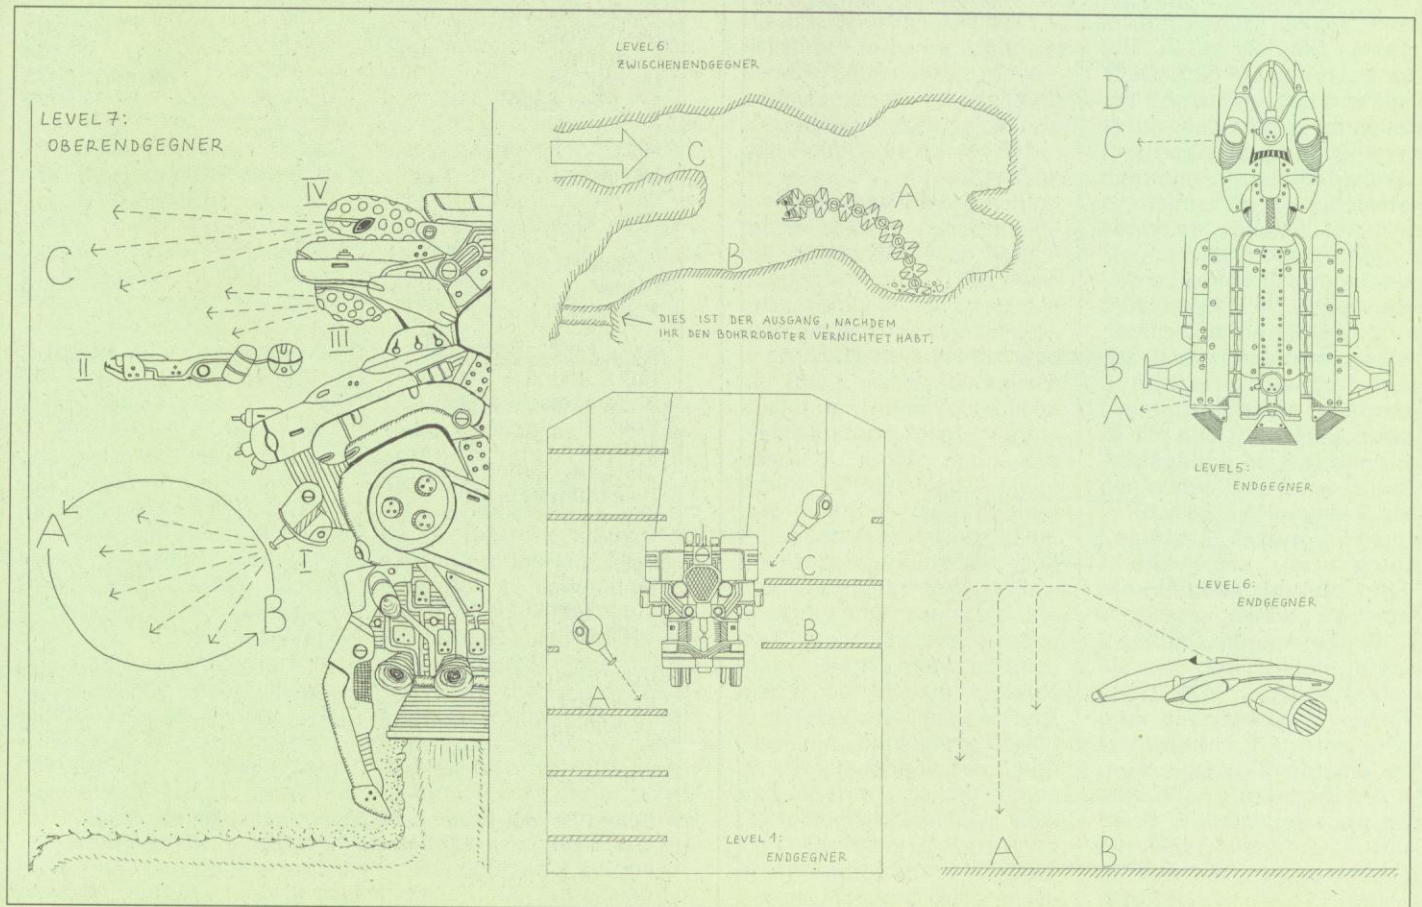 LEVEL 7:
OBERENDGEGNER
IV
C
III
II
I
A
B
LEVEL 6:
ZWISCHENENDGEGNER
C
A
B
DIES IST DER AUSGANG, NACHDEM
IHR DEN BOHRROBOTER VERNICHTET HABT.
C
B
A
LEVEL 4:
ENDGEGNER
D
C
B
A
LEVEL 5:
ENDGEGNER
LEVEL 6:
ENDGEGNER
A
B